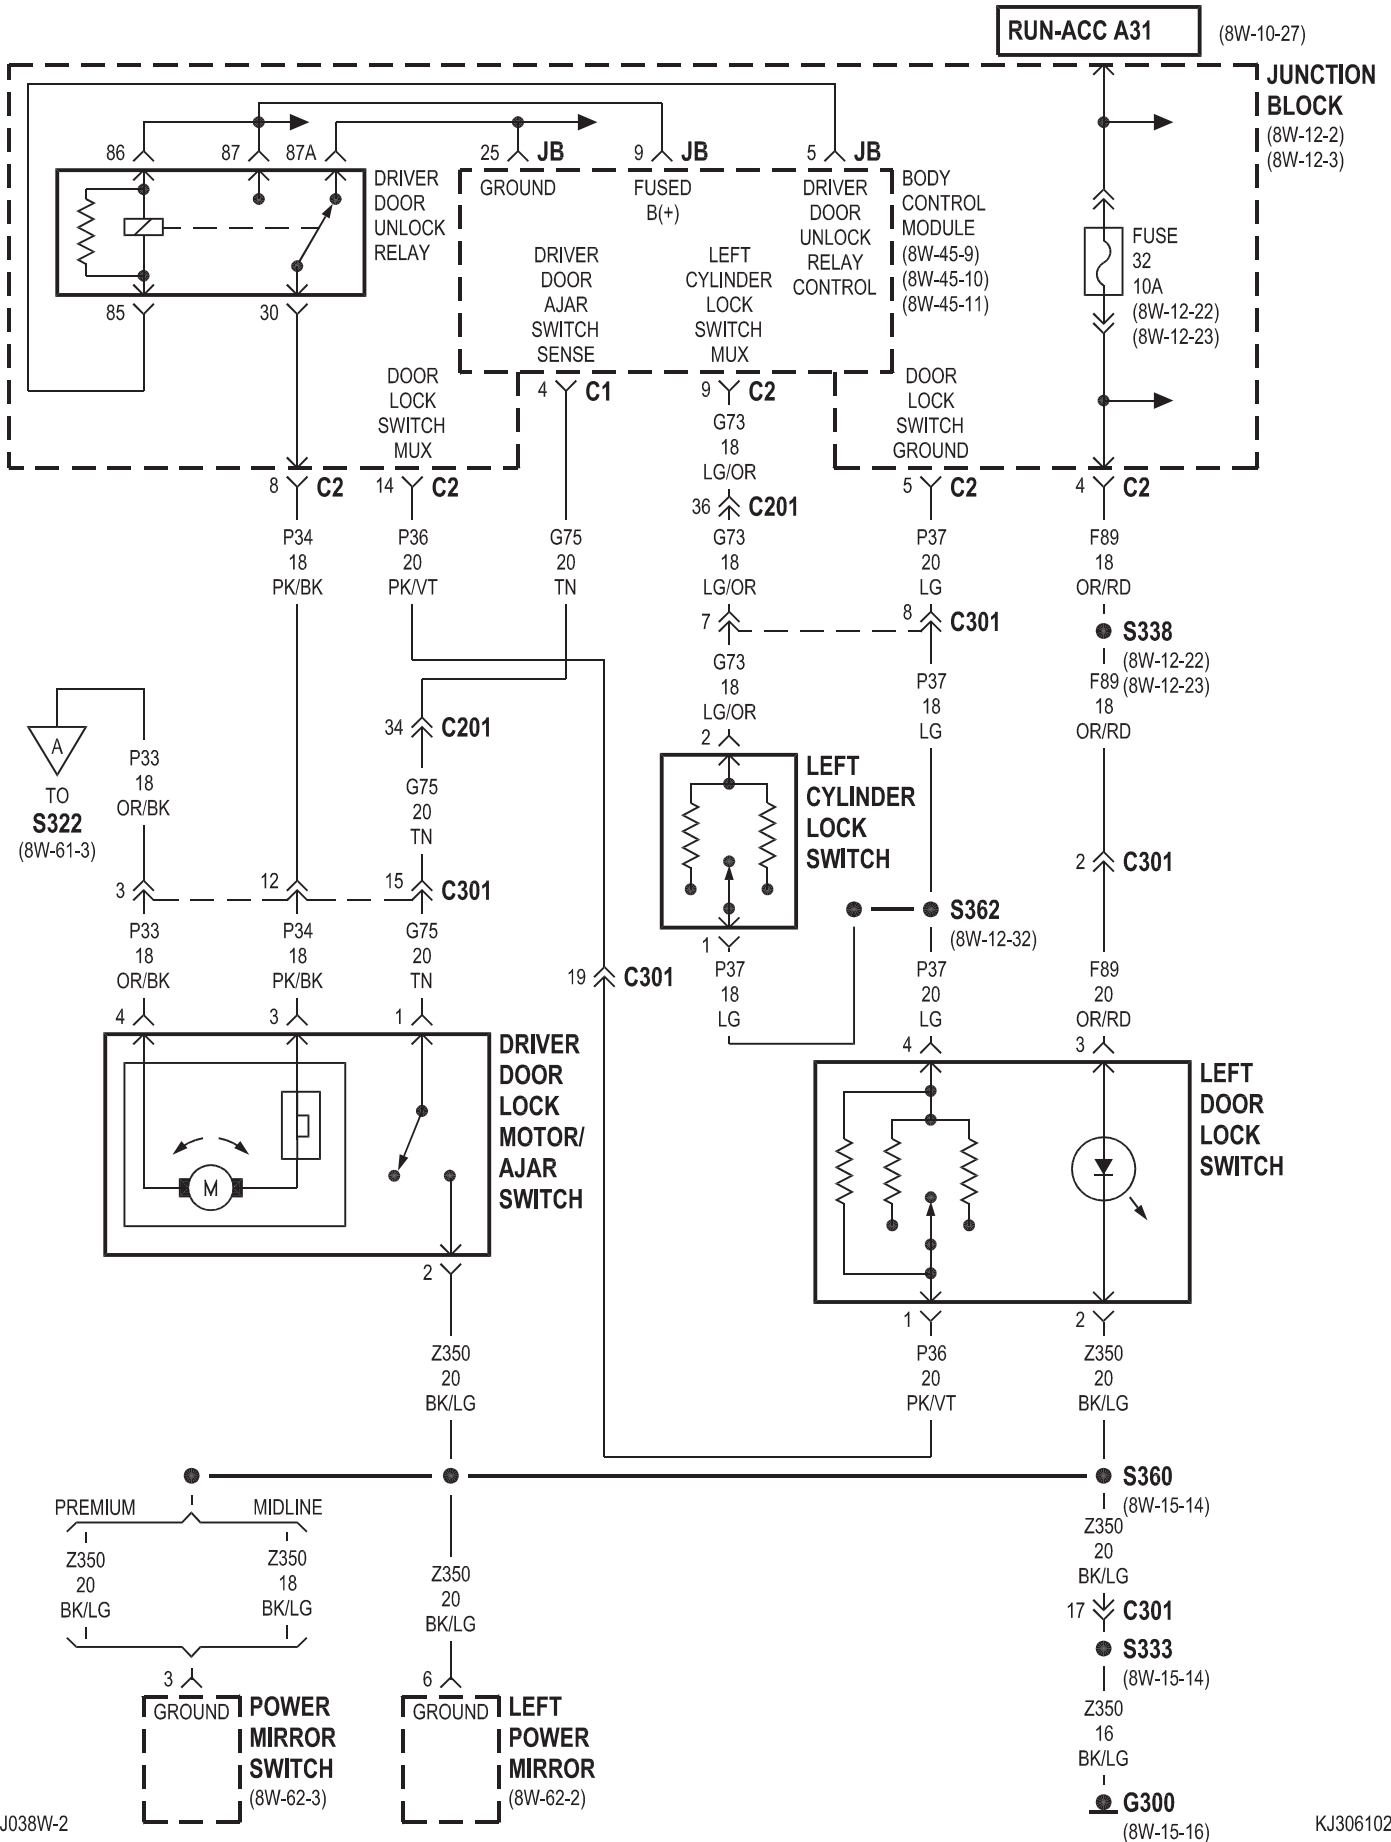 RUN-ACC A31
(8W-10-27)
JUNCTION
BLOCK
(8W-12-2)
(8W-12-3)
86
87
87A
25
JB
9
JB
5
JB
DRIVER
DOOR
UNLOCK
RELAY
GROUND
FUSED
B(+)
DRIVER
DOOR
UNLOCK
RELAY
CONTROL
BODY
CONTROL
MODULE
(8W-45-9)
(8W-45-10)
(8W-45-11)
DRIVER
DOOR
AJAR
SWITCH
SENSE
LEFT
CYLINDER
LOCK
SWITCH
MUX
FUSE
32
10A
(8W-12-22)
(8W-12-23)
85
30
DOOR
LOCK
SWITCH
MUX
4
C1
9
C2
DOOR
LOCK
SWITCH
GROUND
G73
18
LG/OR
8
C2
14
C2
36
C201
5
C2
4
C2
P34
18
PK/BK
P36
20
PK/VT
G75
20
TN
G73
18
LG/OR
P37
20
LG
F89
18
OR/RD
7
8
C301
S338
(8W-12-22)
(8W-12-23)
G73
18
LG/OR
P37
18
LG
F89
18
OR/RD
A
TO
S322
(8W-61-3)
P33
18
OR/BK
34
C201
G75
20
TN
2
LEFT
CYLINDER
LOCK
SWITCH
2
C301
3
12
15
C301
P33
18
OR/BK
P34
18
PK/BK
G75
20
TN
19
C301
1
P37
18
LG
S362
(8W-12-32)
P37
20
LG
F89
20
OR/RD
4
3
1
4
3
DRIVER
DOOR
LOCK
MOTOR/
AJAR
SWITCH
M
LEFT
DOOR
LOCK
SWITCH
2
1
2
Z350
20
BK/LG
P36
20
PK/VT
Z350
20
BK/LG
S360
(8W-15-14)
PREMIUM
MIDLINE
Z350
20
BK/LG
Z350
18
BK/LG
Z350
20
BK/LG
Z350
20
BK/LG
17
C301
S333
(8W-15-14)
3
6
GROUND
POWER
MIRROR
SWITCH
(8W-62-3)
GROUND
LEFT
POWER
MIRROR
(8W-62-2)
Z350
16
BK/LG
G300
(8W-15-16)
J038W-2
KJ306102